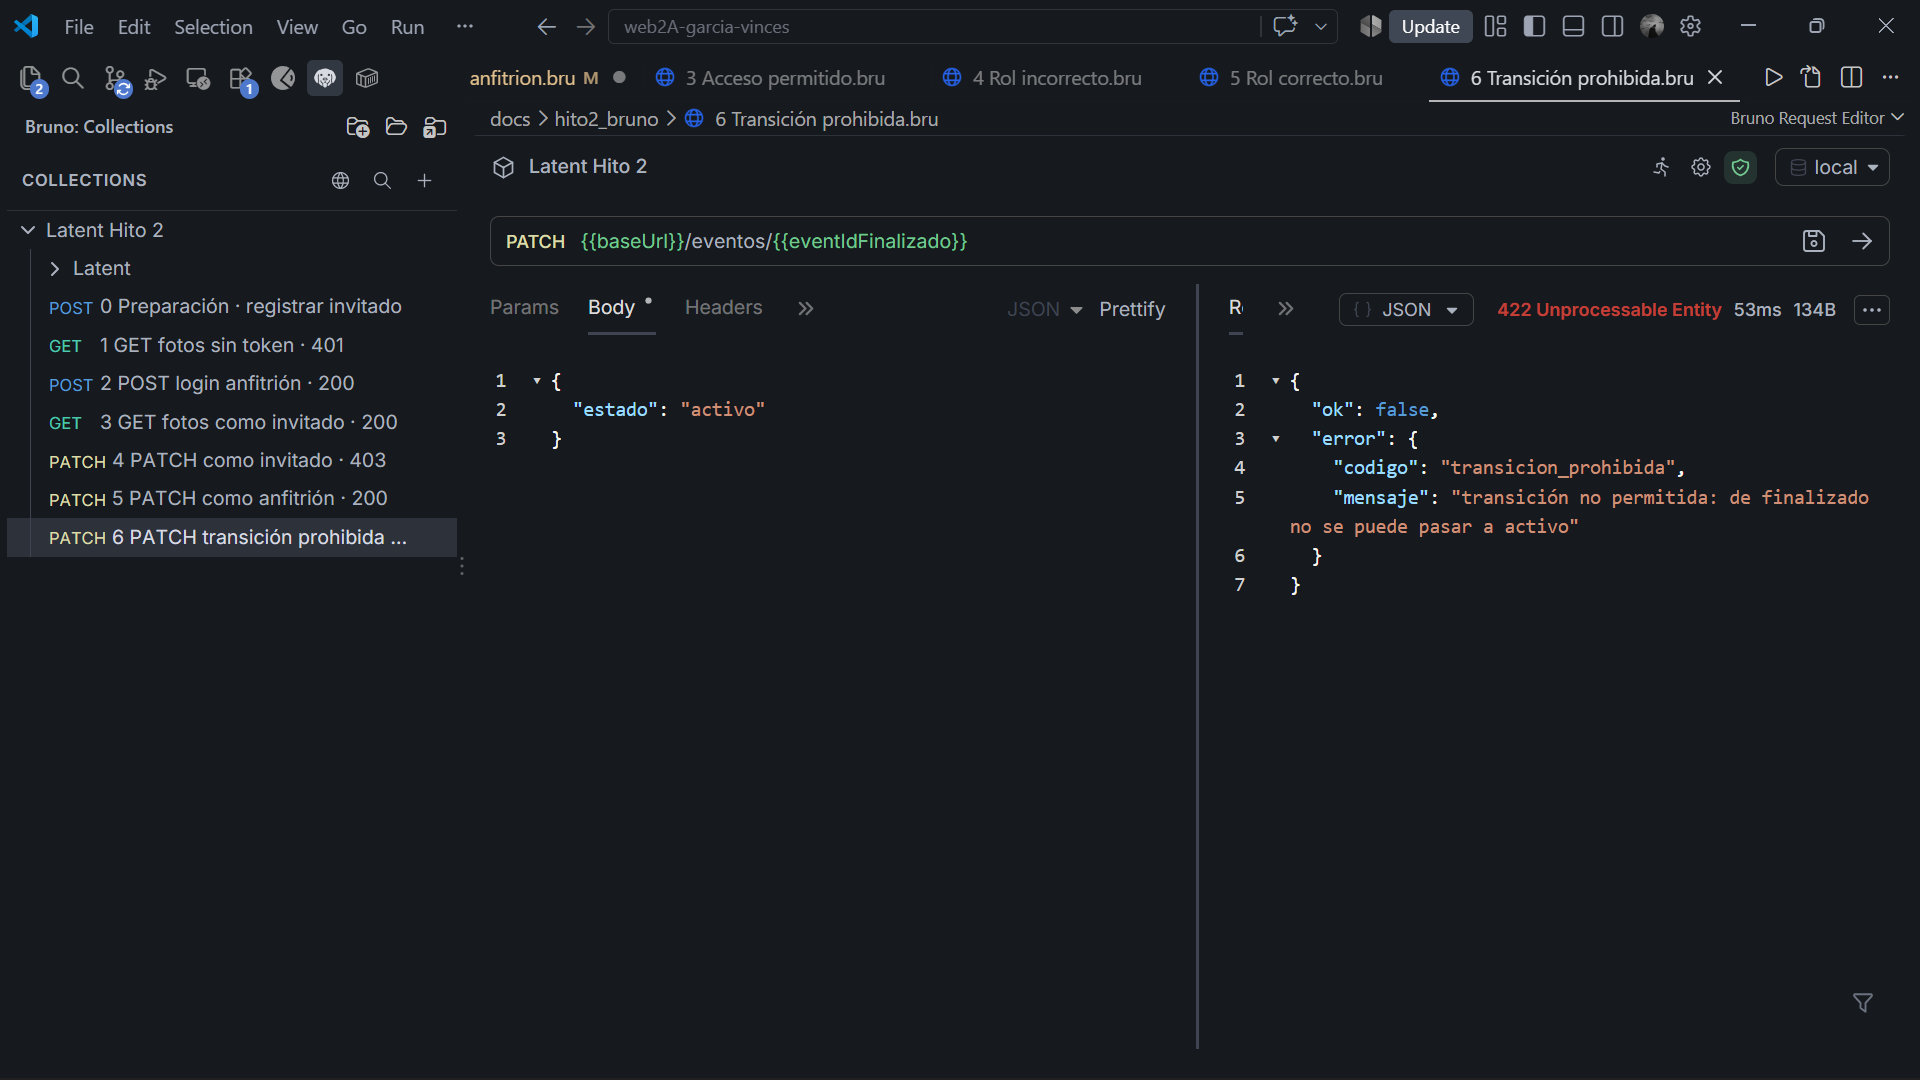 File Edit Selection View Go Run ···
web2A-garcia-vinces
Update
2
1
anfitrion.bru M
3 Acceso permitido.bru
4 Rol incorrecto.bru
5 Rol correcto.bru
6 Transición prohibida.bru
Bruno: Collections
docs > hito2_bruno > 6 Transición prohibida.bru
Bruno Request Editor
COLLECTIONS
Latent Hito 2
local
Latent Hito 2
Latent
POST 0 Preparación · registrar invitado
GET 1 GET fotos sin token · 401
POST 2 POST login anfitrión · 200
GET 3 GET fotos como invitado · 200
PATCH 4 PATCH como invitado · 403
PATCH 5 PATCH como anfitrión · 200
PATCH 6 PATCH transición prohibida ...
PATCH {{baseUrl}}/eventos/{{eventIdFinalizado}}
Params Body Headers
JSON Prettify
{ } JSON 422 Unprocessable Entity 53ms 134B
1 {
2 "estado": "activo"
3 }
1 {
2 "ok": false,
3 "error": {
4 "codigo": "transicion_prohibida",
5 "mensaje": "transición no permitida: de finalizado
no se puede pasar a activo"
6 }
7 }